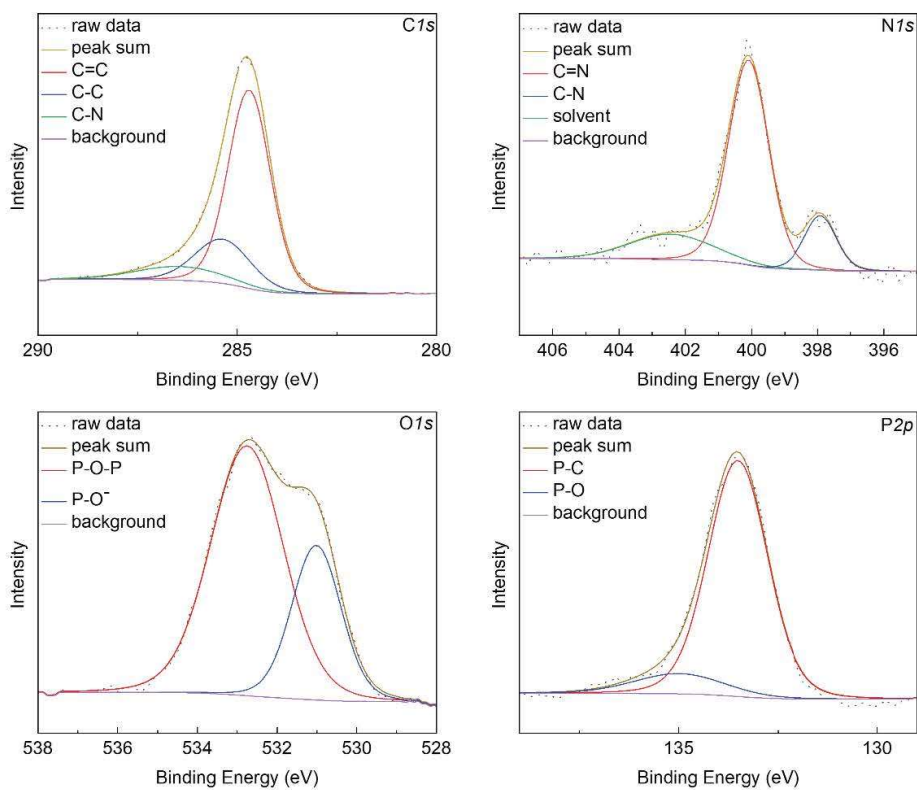 raw data
C1s
peak sum
C=C
C-C
C-N
background
Intensity
290
285
280
Binding Energy (eV)
raw data
N1s
peak sum
C=N
C-N
solvent
background
Intensity
406
404
402
400
398
396
Binding Energy (eV)
raw data
O1s
peak sum
P-O-P
P-O⁻
background
Intensity
538
536
534
532
530
528
Binding Energy (eV)
raw data
P2p
peak sum
P-C
P-O
background
Intensity
135
130
Binding Energy (eV)